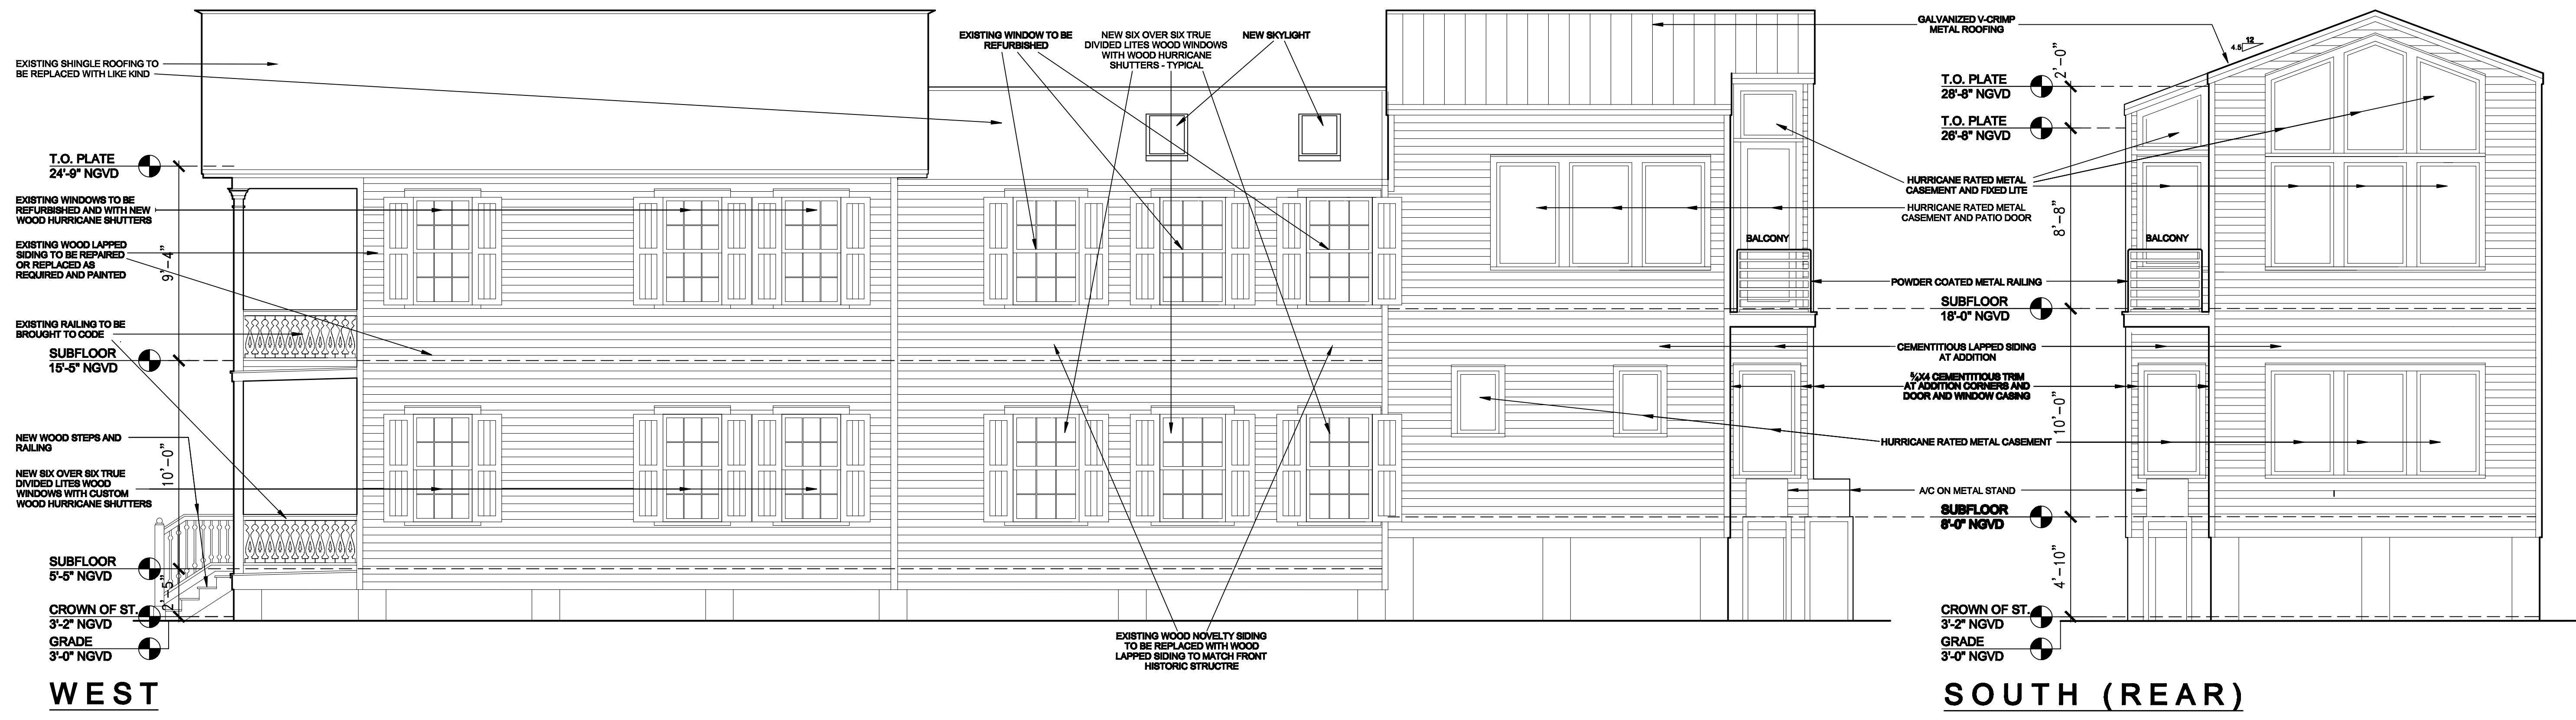 EXISTING SHINGLE ROOFING TO
BE REPLACED WITH LIKE KIND
T.O. PLATE
24'-9" NGVD
EXISTING WINDOWS TO BE
REFURBISHED AND WITH NEW
WOOD HURRICANE SHUTTERS
EXISTING WOOD LAPPED
SIDING TO BE REPAIRED
OR REPLACED AS
REQUIRED AND PAINTED
9'-4"
EXISTING RAILING TO BE
BROUGHT TO CODE
SUBFLOOR
15'-5" NGVD
NEW WOOD STEPS AND
RAILING
10'-0"
NEW SIX OVER SIX TRUE
DIVIDED LITES WOOD
WINDOWS WITH CUSTOM
WOOD HURRICANE SHUTTERS
SUBFLOOR
5'-5" NGVD
2'-5"
CROWN OF ST.
3'-2" NGVD
GRADE
3'-0" NGVD
WEST
EXISTING WINDOW TO BE
REFURBISHED
NEW SIX OVER SIX TRUE
DIVIDED LITES WOOD WINDOWS
WITH WOOD HURRICANE
SHUTTERS - TYPICAL
NEW SKYLIGHT
EXISTING WOOD NOVELTY SIDING
TO BE REPLACED WITH WOOD
LAPPED SIDING TO MATCH FRONT
HISTORIC STRUCTRE
BALCONY
GALVANIZED V-CRIMP
METAL ROOFING
12
4.5
T.O. PLATE
28'-8" NGVD
2'-0"
T.O. PLATE
26'-8" NGVD
HURRICANE RATED METAL
CASEMENT AND FIXED LITE
HURRICANE RATED METAL
CASEMENT AND PATIO DOOR
8'-8"
BALCONY
POWDER COATED METAL RAILING
SUBFLOOR
18'-0" NGVD
CEMENTITIOUS LAPPED SIDING
AT ADDITION
5/4X4 CEMENTITIOUS TRIM
AT ADDITION CORNERS AND
DOOR AND WINDOW CASING
10'-0"
HURRICANE RATED METAL CASEMENT
A/C ON METAL STAND
SUBFLOOR
8'-0" NGVD
4'-10"
CROWN OF ST.
3'-2" NGVD
GRADE
3'-0" NGVD
SOUTH (REAR)